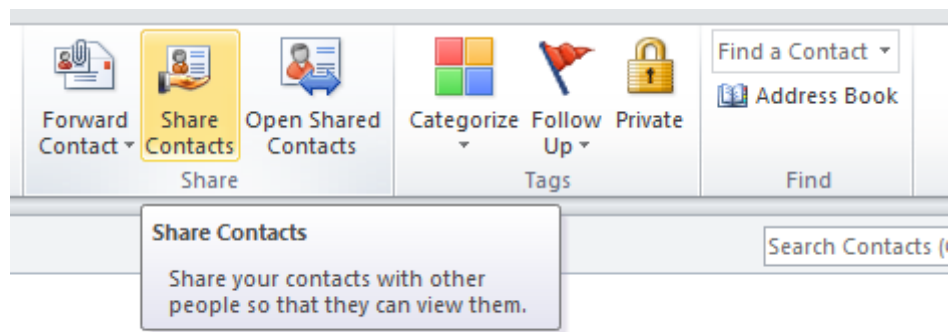 Forward Contact
Share Contacts
Open Shared Contacts
Share
Categorize
Follow Up
Private
Tags
Find a Contact
Address Book
Find
Share Contacts
Share your contacts with other
people so that they can view them.
Search Contacts (